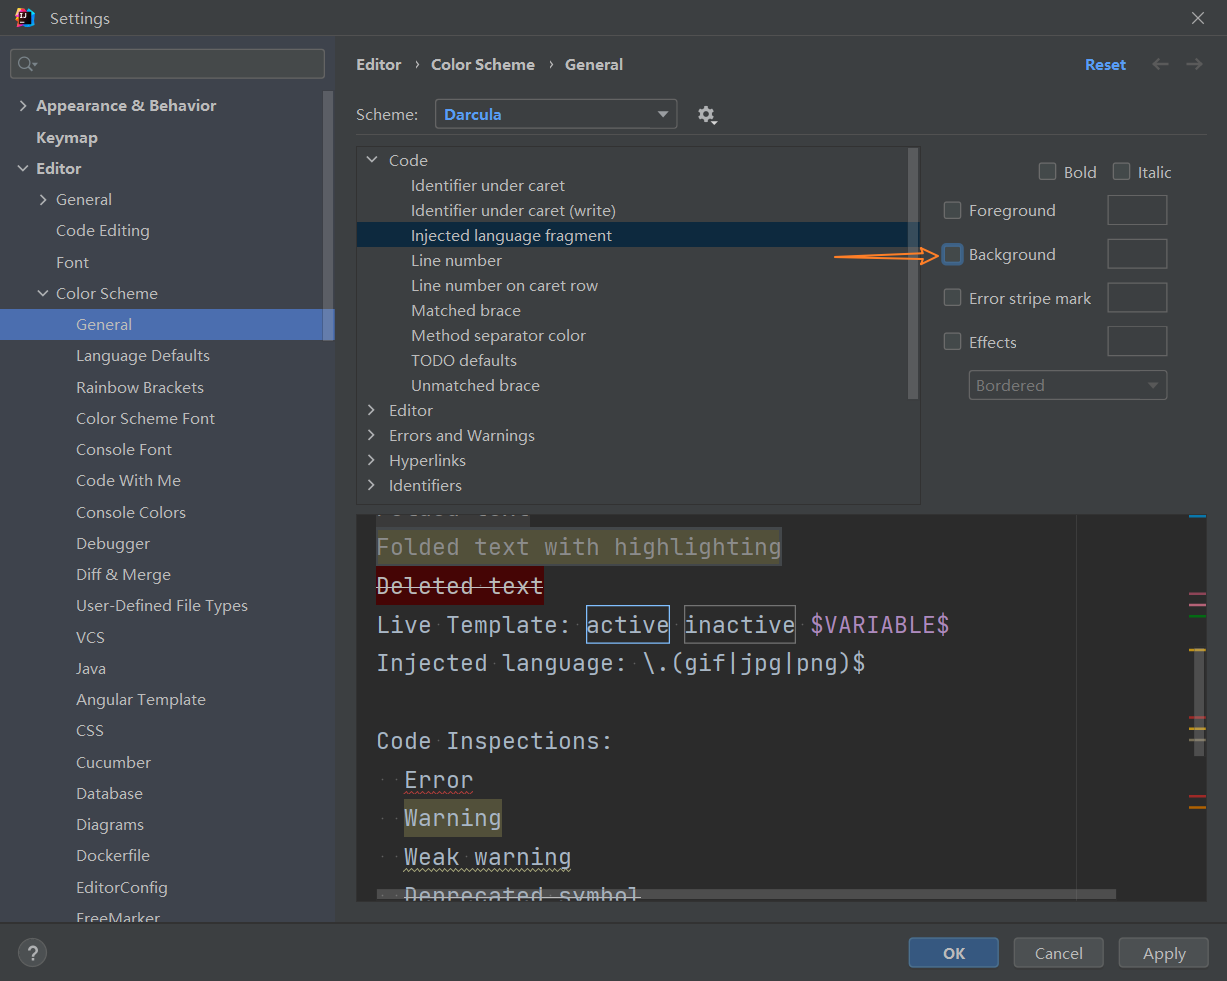 Settings
Appearance & Behavior
Keymap
Editor
General
Code Editing
Font
Color Scheme
General
Language Defaults
Rainbow Brackets
Color Scheme Font
Console Font
Code With Me
Console Colors
Debugger
Diff & Merge
User-Defined File Types
VCS
Java
Angular Template
CSS
Cucumber
Database
Diagrams
Dockerfile
EditorConfig
FreeMarker
Editor › Color Scheme › General
Reset
Scheme: Darcula
Code
Identifier under caret
Identifier under caret (write)
Injected language fragment
Line number
Line number on caret row
Matched brace
Method separator color
TODO defaults
Unmatched brace
Editor
Errors and Warnings
Hyperlinks
Identifiers
Bold Italic
Foreground
Background
Error stripe mark
Effects
Bordered
Folded text
Folded text with highlighting
Deleted text
Live Template: active inactive $VARIABLE$
Injected language: \.(gif|jpg|png)$
Code Inspections:
Error
Warning
Weak warning
Deprecated symbol
?
OK Cancel Apply